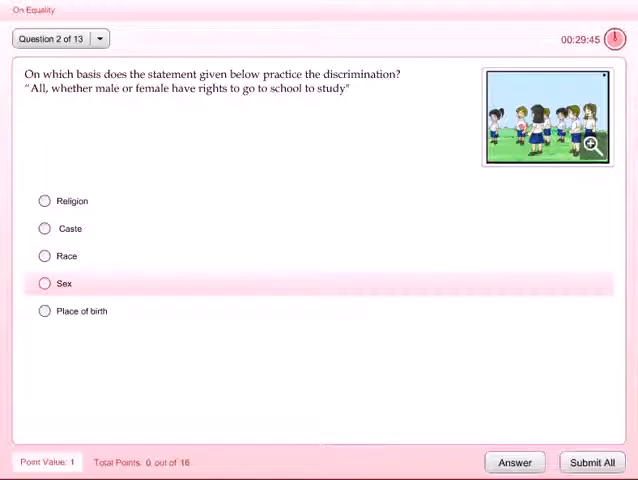 On Equality
Question 2 of 13
00:29:45
On which basis does the statement given below practice the discrimination?
“All, whether male or female have rights to go to school to study"
Religion
Caste
Race
Sex
Place of birth
Point Value: 1
Total Points: 0 out of 16
Answer
Submit All